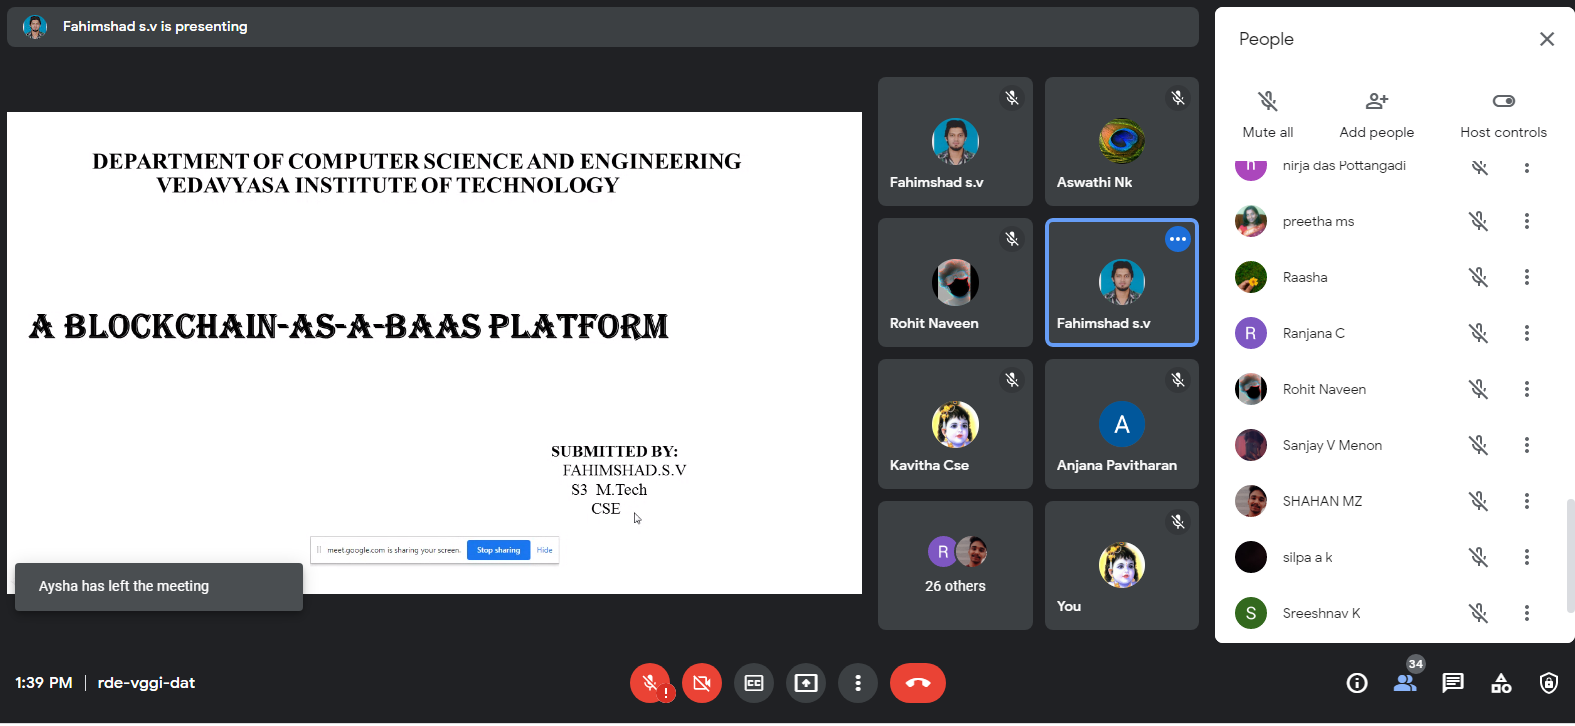 Fahimshad s.v is presenting
DEPARTMENT OF COMPUTER SCIENCE AND ENGINEERING
VEDAVYASA INSTITUTE OF TECHNOLOGY
A BLOCKCHAIN-AS-A-BAAS PLATFORM
SUBMITTED BY:
FAHIMSHAD.S.V
S3 M.Tech
CSE
meet.google.com is sharing your screen.
Stop sharing
Hide
Aysha has left the meeting
Fahimshad s.v
Aswathi Nk
Rohit Naveen
Fahimshad s.v
Kavitha Cse
A
Anjana Pavitharan
R
26 others
You
People
Mute all
Add people
Host controls
n
nirja das Pottangadi
preetha ms
Raasha
R
Ranjana C
Rohit Naveen
Sanjay V Menon
SHAHAN MZ
silpa a k
S
Sreeshnav K
1:39 PM | rde-vggi-dat
!
CC
34